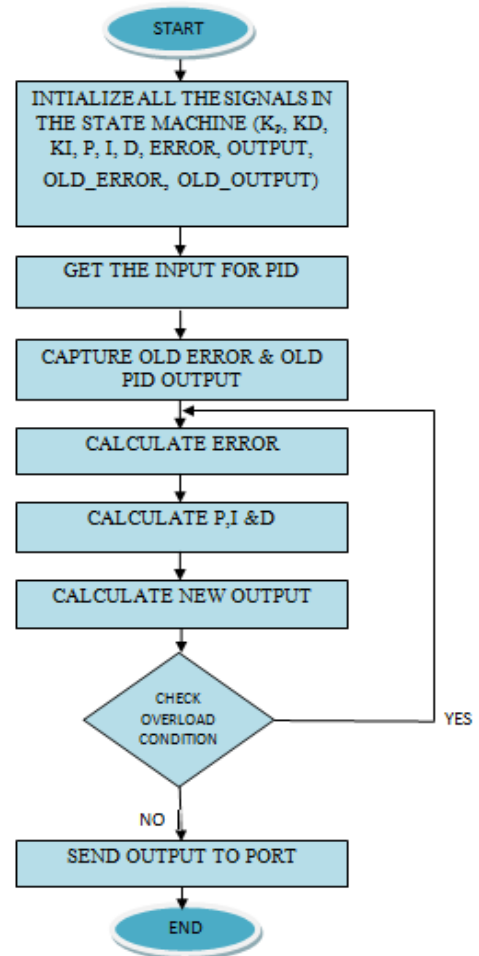 START
INTIALIZE ALL THE SIGNALS IN
THE STATE MACHINE (KP, KD,
KI, P, I, D, ERROR, OUTPUT,
OLD_ERROR, OLD_OUTPUT)
GET THE INPUT FOR PID
CAPTURE OLD ERROR & OLD
PID OUTPUT
CALCULATE ERROR
CALCULATE P,I &D
CALCULATE NEW OUTPUT
CHECK
OVERLOAD
CONDITION
YES
NO
SEND OUTPUT TO PORT
END